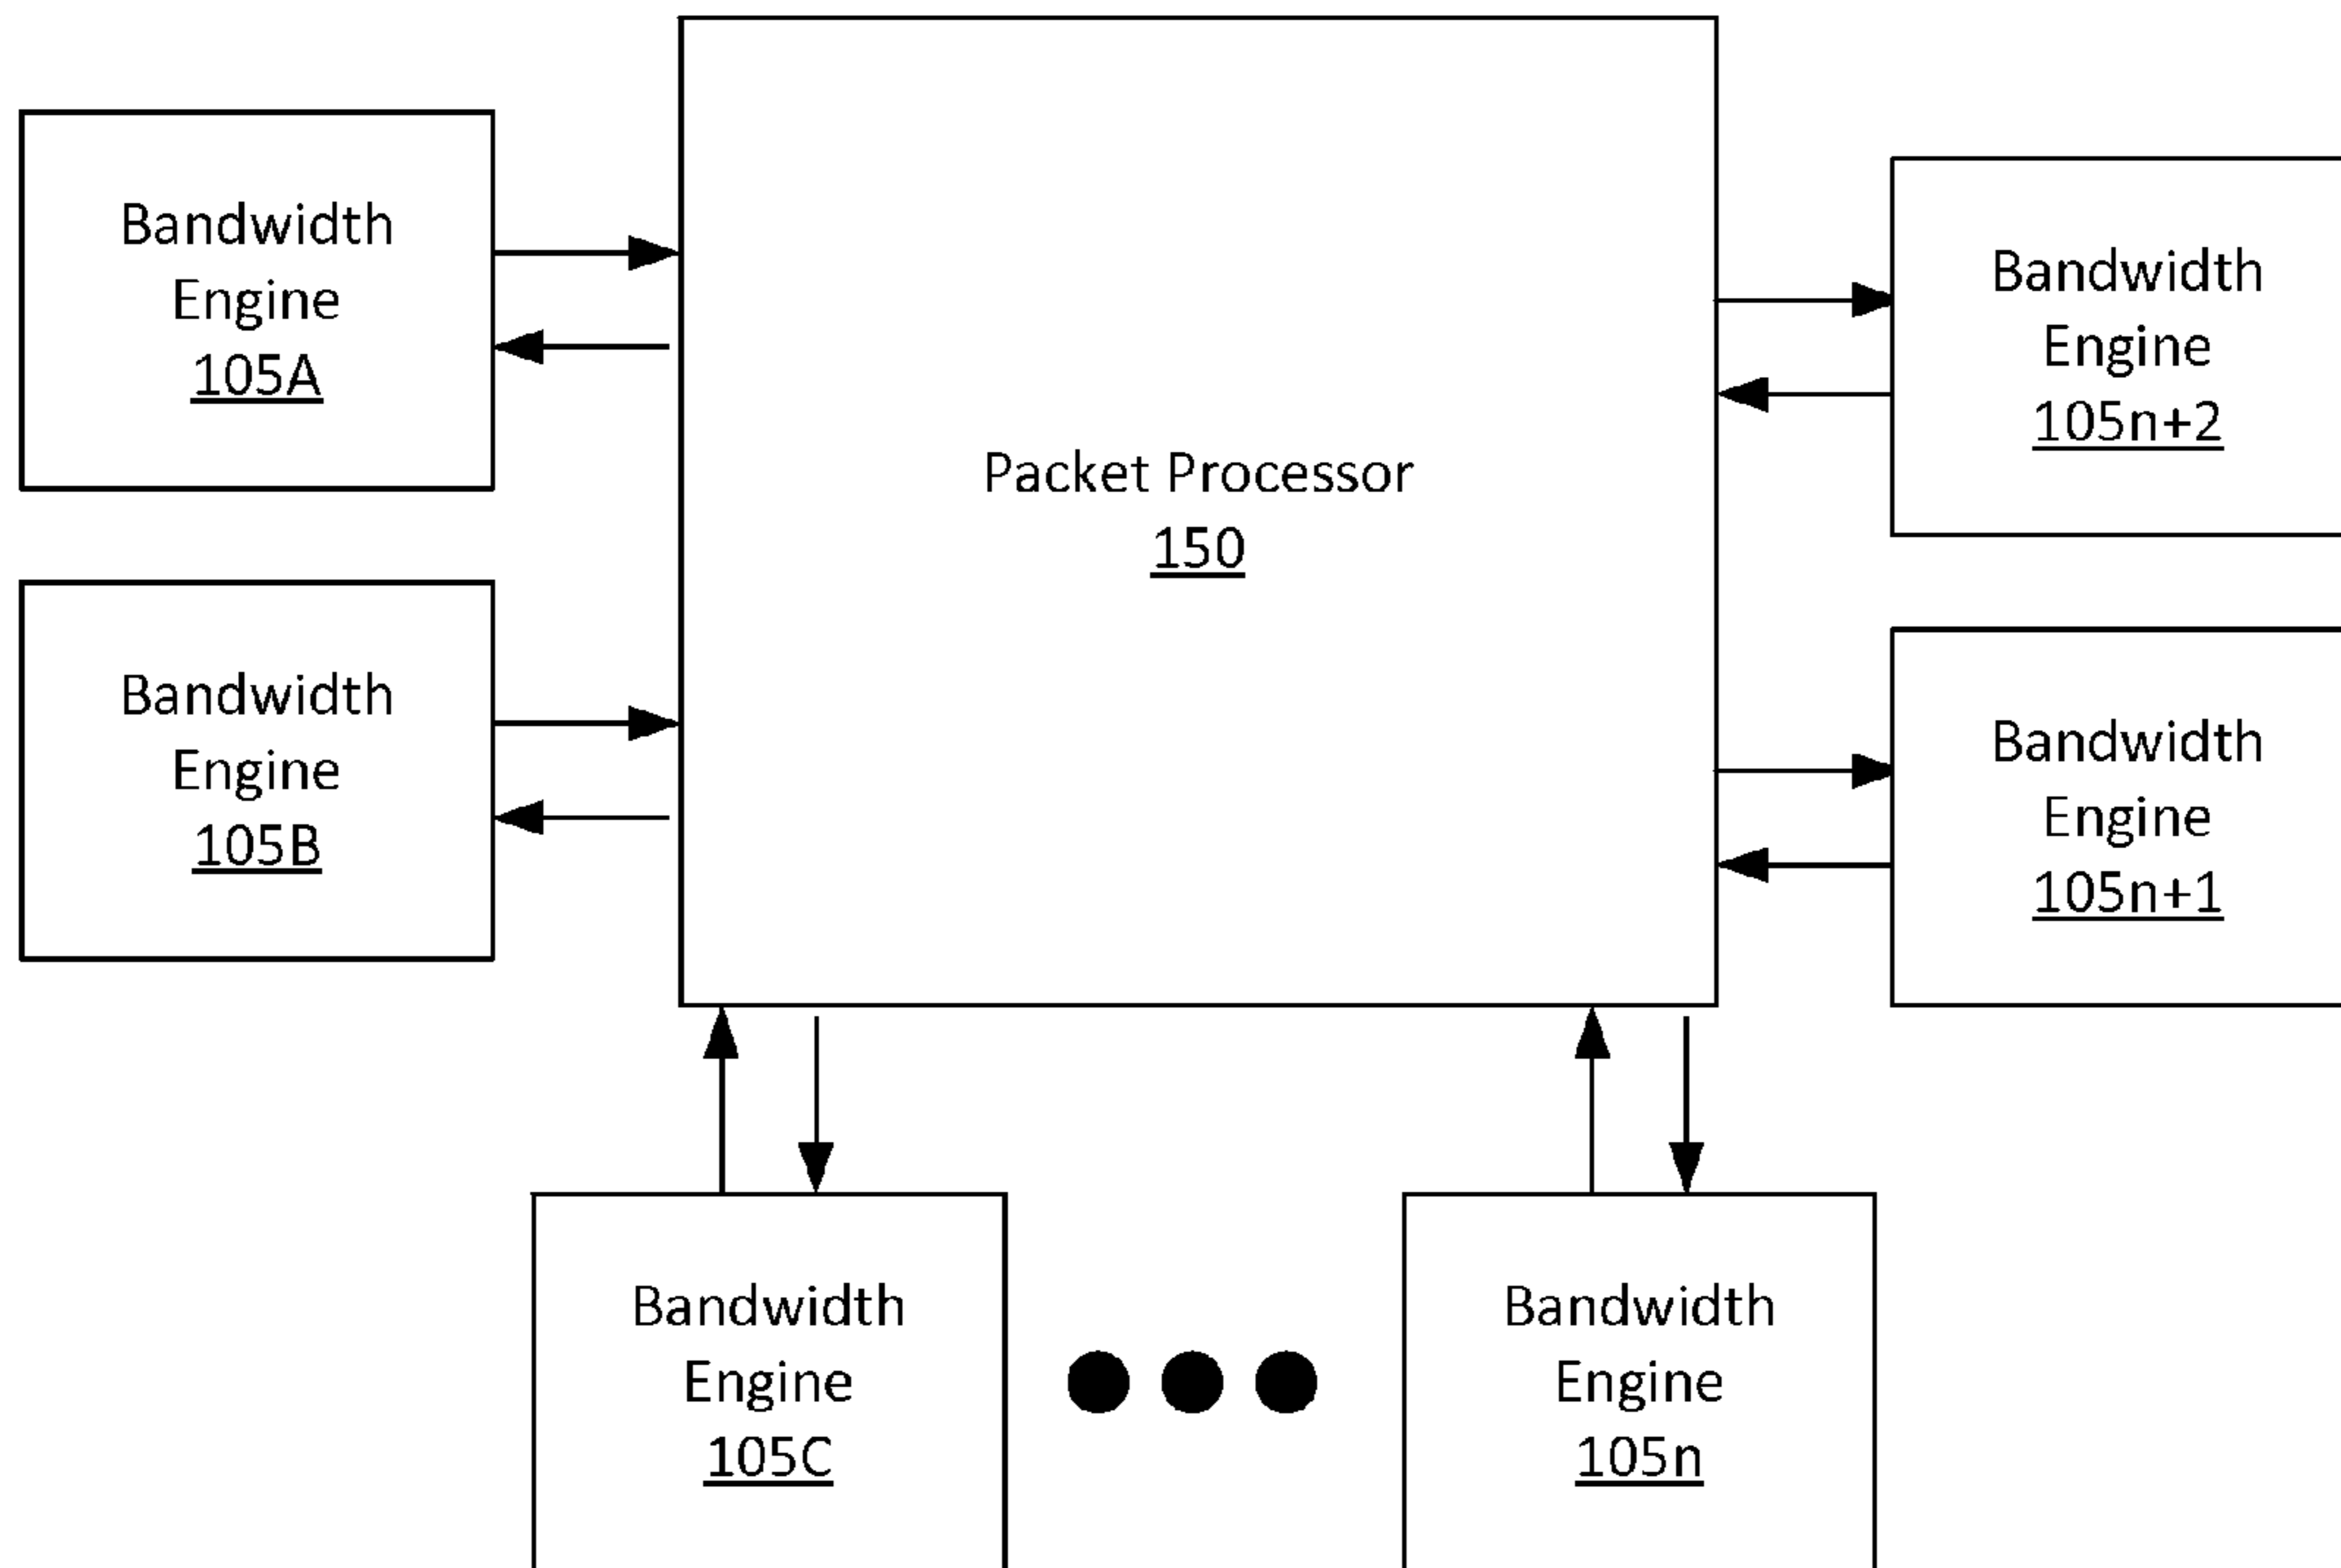 Bandwidth
Engine
105A
Bandwidth
Engine
105B
Packet Processor
150
Bandwidth
Engine
105n+2
Bandwidth
Engine
105n+1
Bandwidth
Engine
105C
Bandwidth
Engine
105n